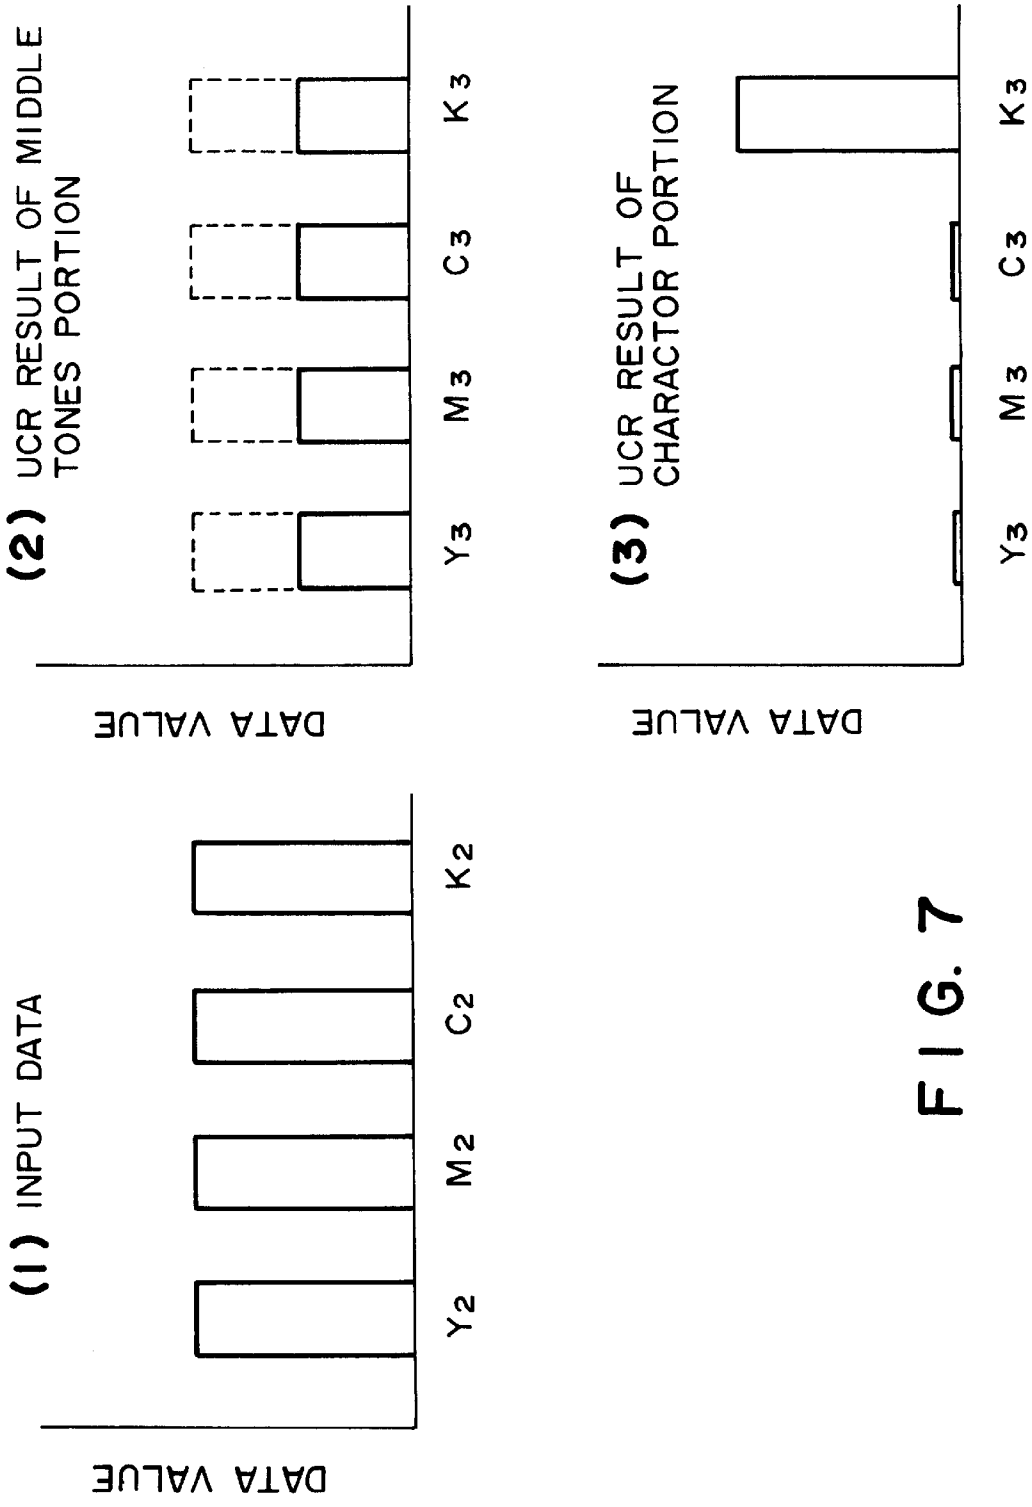 (1) INPUT DATA
DATA VALUE
Y2 M2 C2 K2
(2) UCR RESULT OF MIDDLE
TONES PORTION
DATA VALUE
Y3 M3 C3 K3
(3) UCR RESULT OF
CHARACTOR PORTION
DATA VALUE
Y3 M3 C3 K3
FIG. 7